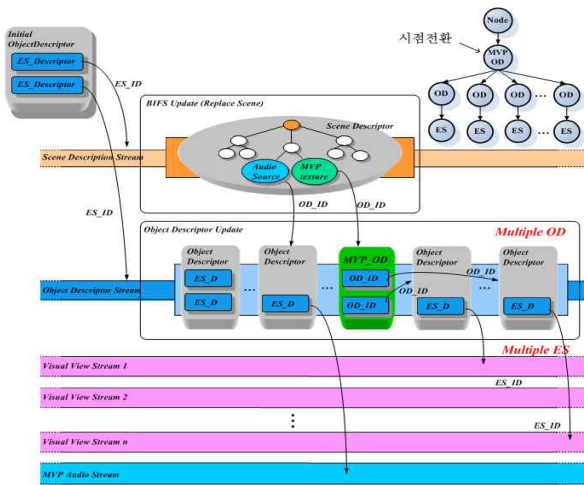 Initial
ObjectDescriptor
ES_Descriptor
ES_Descriptor
ES_ID
ES_ID
시점전환
Node
MVP
OD
OD
OD
OD
...
OD
ES
ES
ES
...
ES
BIFS Update (Replace Scene)
Scene Descriptor
Audio
Source
MVP
texture
Scene Description Stream
OD_ID
OD_ID
Object Descriptor Update
Multiple OD
Object
Descriptor
ES_D
ES_D
...
Object
Descriptor
ES_D
...
MVP_OD
OD_ID
OD_ID
OD_ID
OD_ID
Object
Descriptor
ES_D
...
Object
Descriptor
ES_D
Object Descriptor Stream
Multiple ES
Visual View Stream 1
ES_ID
Visual View Stream 2
⋮
ES_ID
Visual View Stream n
MVP Audio Stream